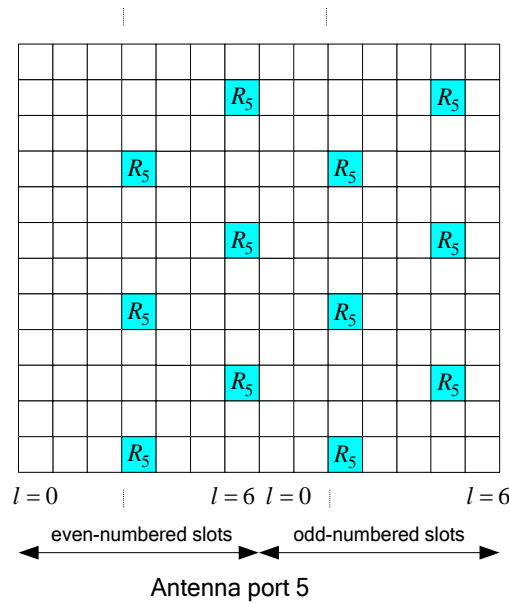 R5 R5
R5 R5
R5 R5
R5 R5
R5 R5
R5 R5
l = 0 l = 6 l = 0 l = 6
even-numbered slots odd-numbered slots
Antenna port 5